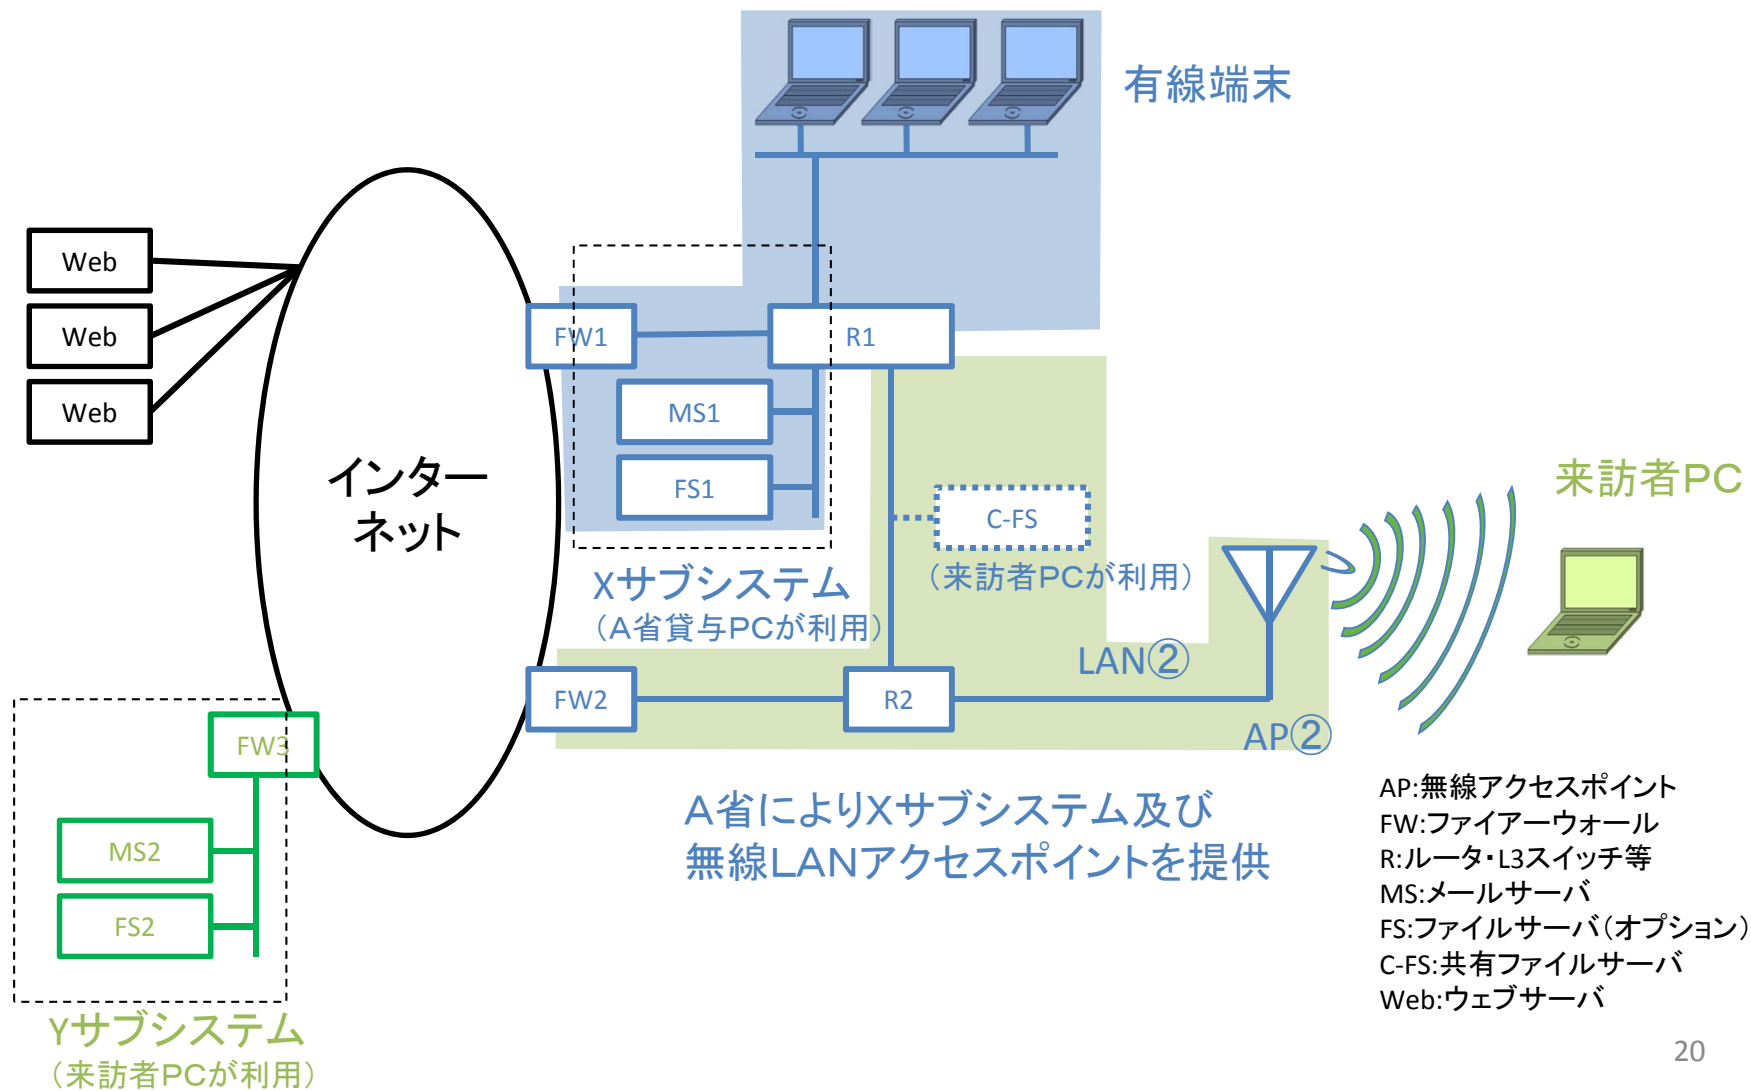 有線端末
Web
Web
Web
FW1
R1
MS1
FS1
インター
ネット
C-FS
(来訪者PCが利用)
来訪者PC
Xサブシステム
(A省貸与PCが利用)
LAN②
FW2
R2
AP②
FW3
MS2
FS2
A省によりXサブシステム及び
無線LANアクセスポイントを提供
AP:無線アクセスポイント
FW:ファイアーウォール
R:ルータ・L3スイッチ等
MS:メールサーバ
FS:ファイルサーバ(オプション)
C-FS:共有ファイルサーバ
Web:ウェブサーバ
Yサブシステム
(来訪者PCが利用)
20